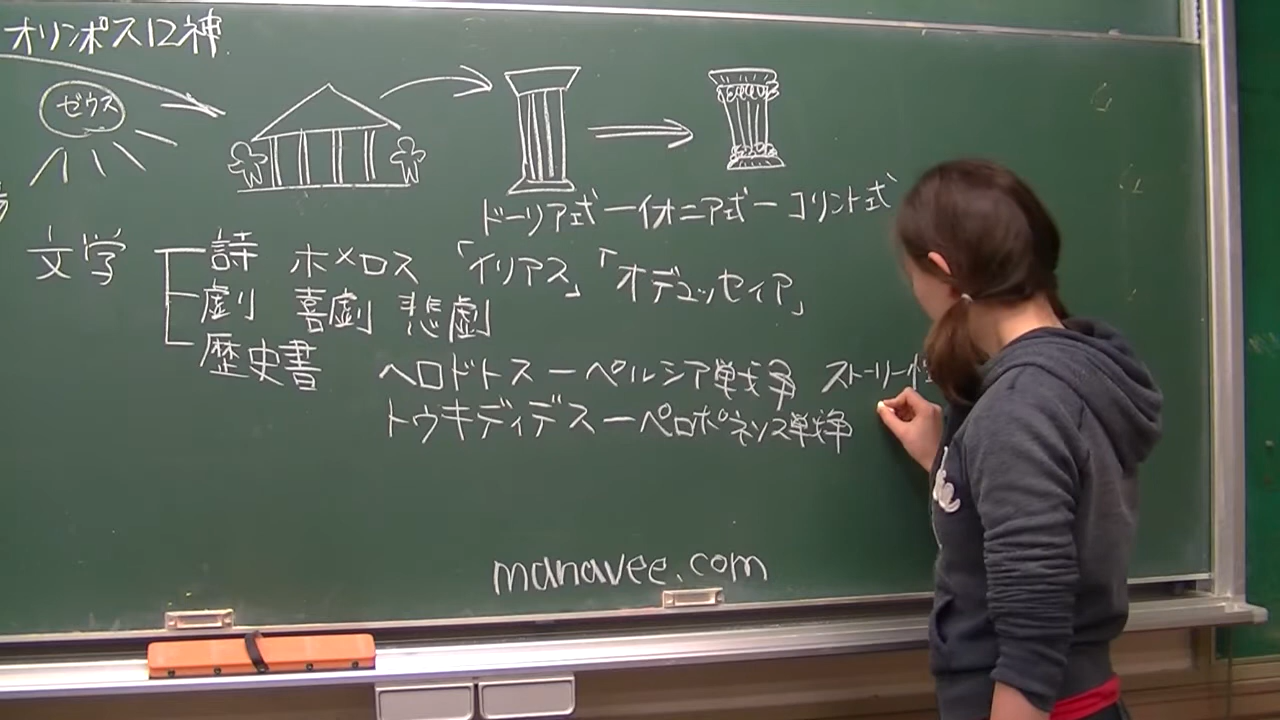 オリンポス12神
ゼウス
ドーリア式ーイオニア式ーコリント式
文学
詩 ホメロス 「イリアス」「オデュッセイア」
劇 喜劇 悲劇
歴史書
ヘロドトスーペルシア戦争 ストーリー
トゥキディデスーペロポネソス戦争
manavee.com